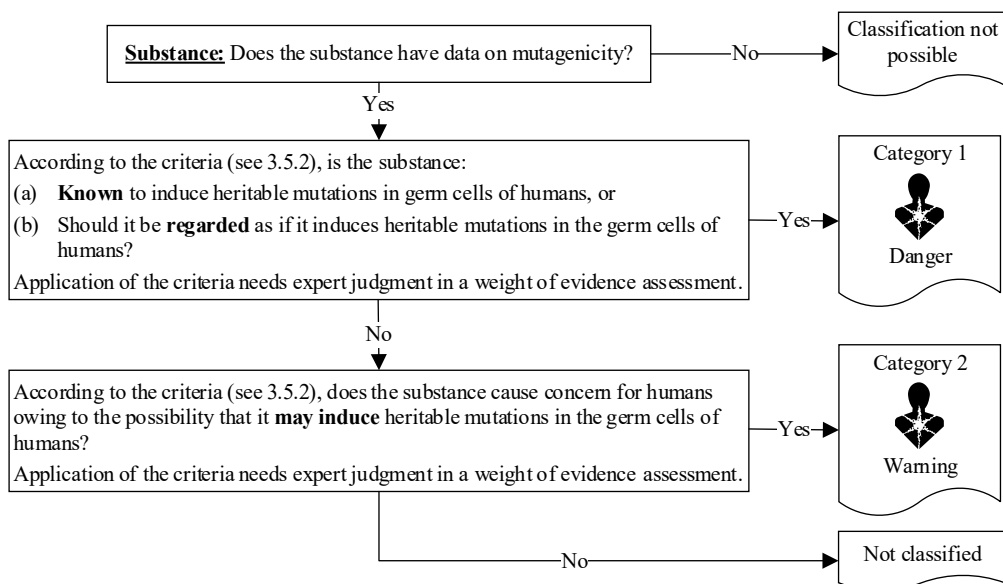 Substance: Does the substance have data on mutagenicity?
No
Classification not
possible
Yes
According to the criteria (see 3.5.2), is the substance:
(a) Known to induce heritable mutations in germ cells of humans, or
(b) Should it be regarded as if it induces heritable mutations in the germ cells of
humans?
Application of the criteria needs expert judgment in a weight of evidence assessment.
Yes
Category 1
Danger
No
According to the criteria (see 3.5.2), does the substance cause concern for humans
owing to the possibility that it may induce heritable mutations in the germ cells of
humans?
Application of the criteria needs expert judgment in a weight of evidence assessment.
Yes
Category 2
Warning
No
Not classified